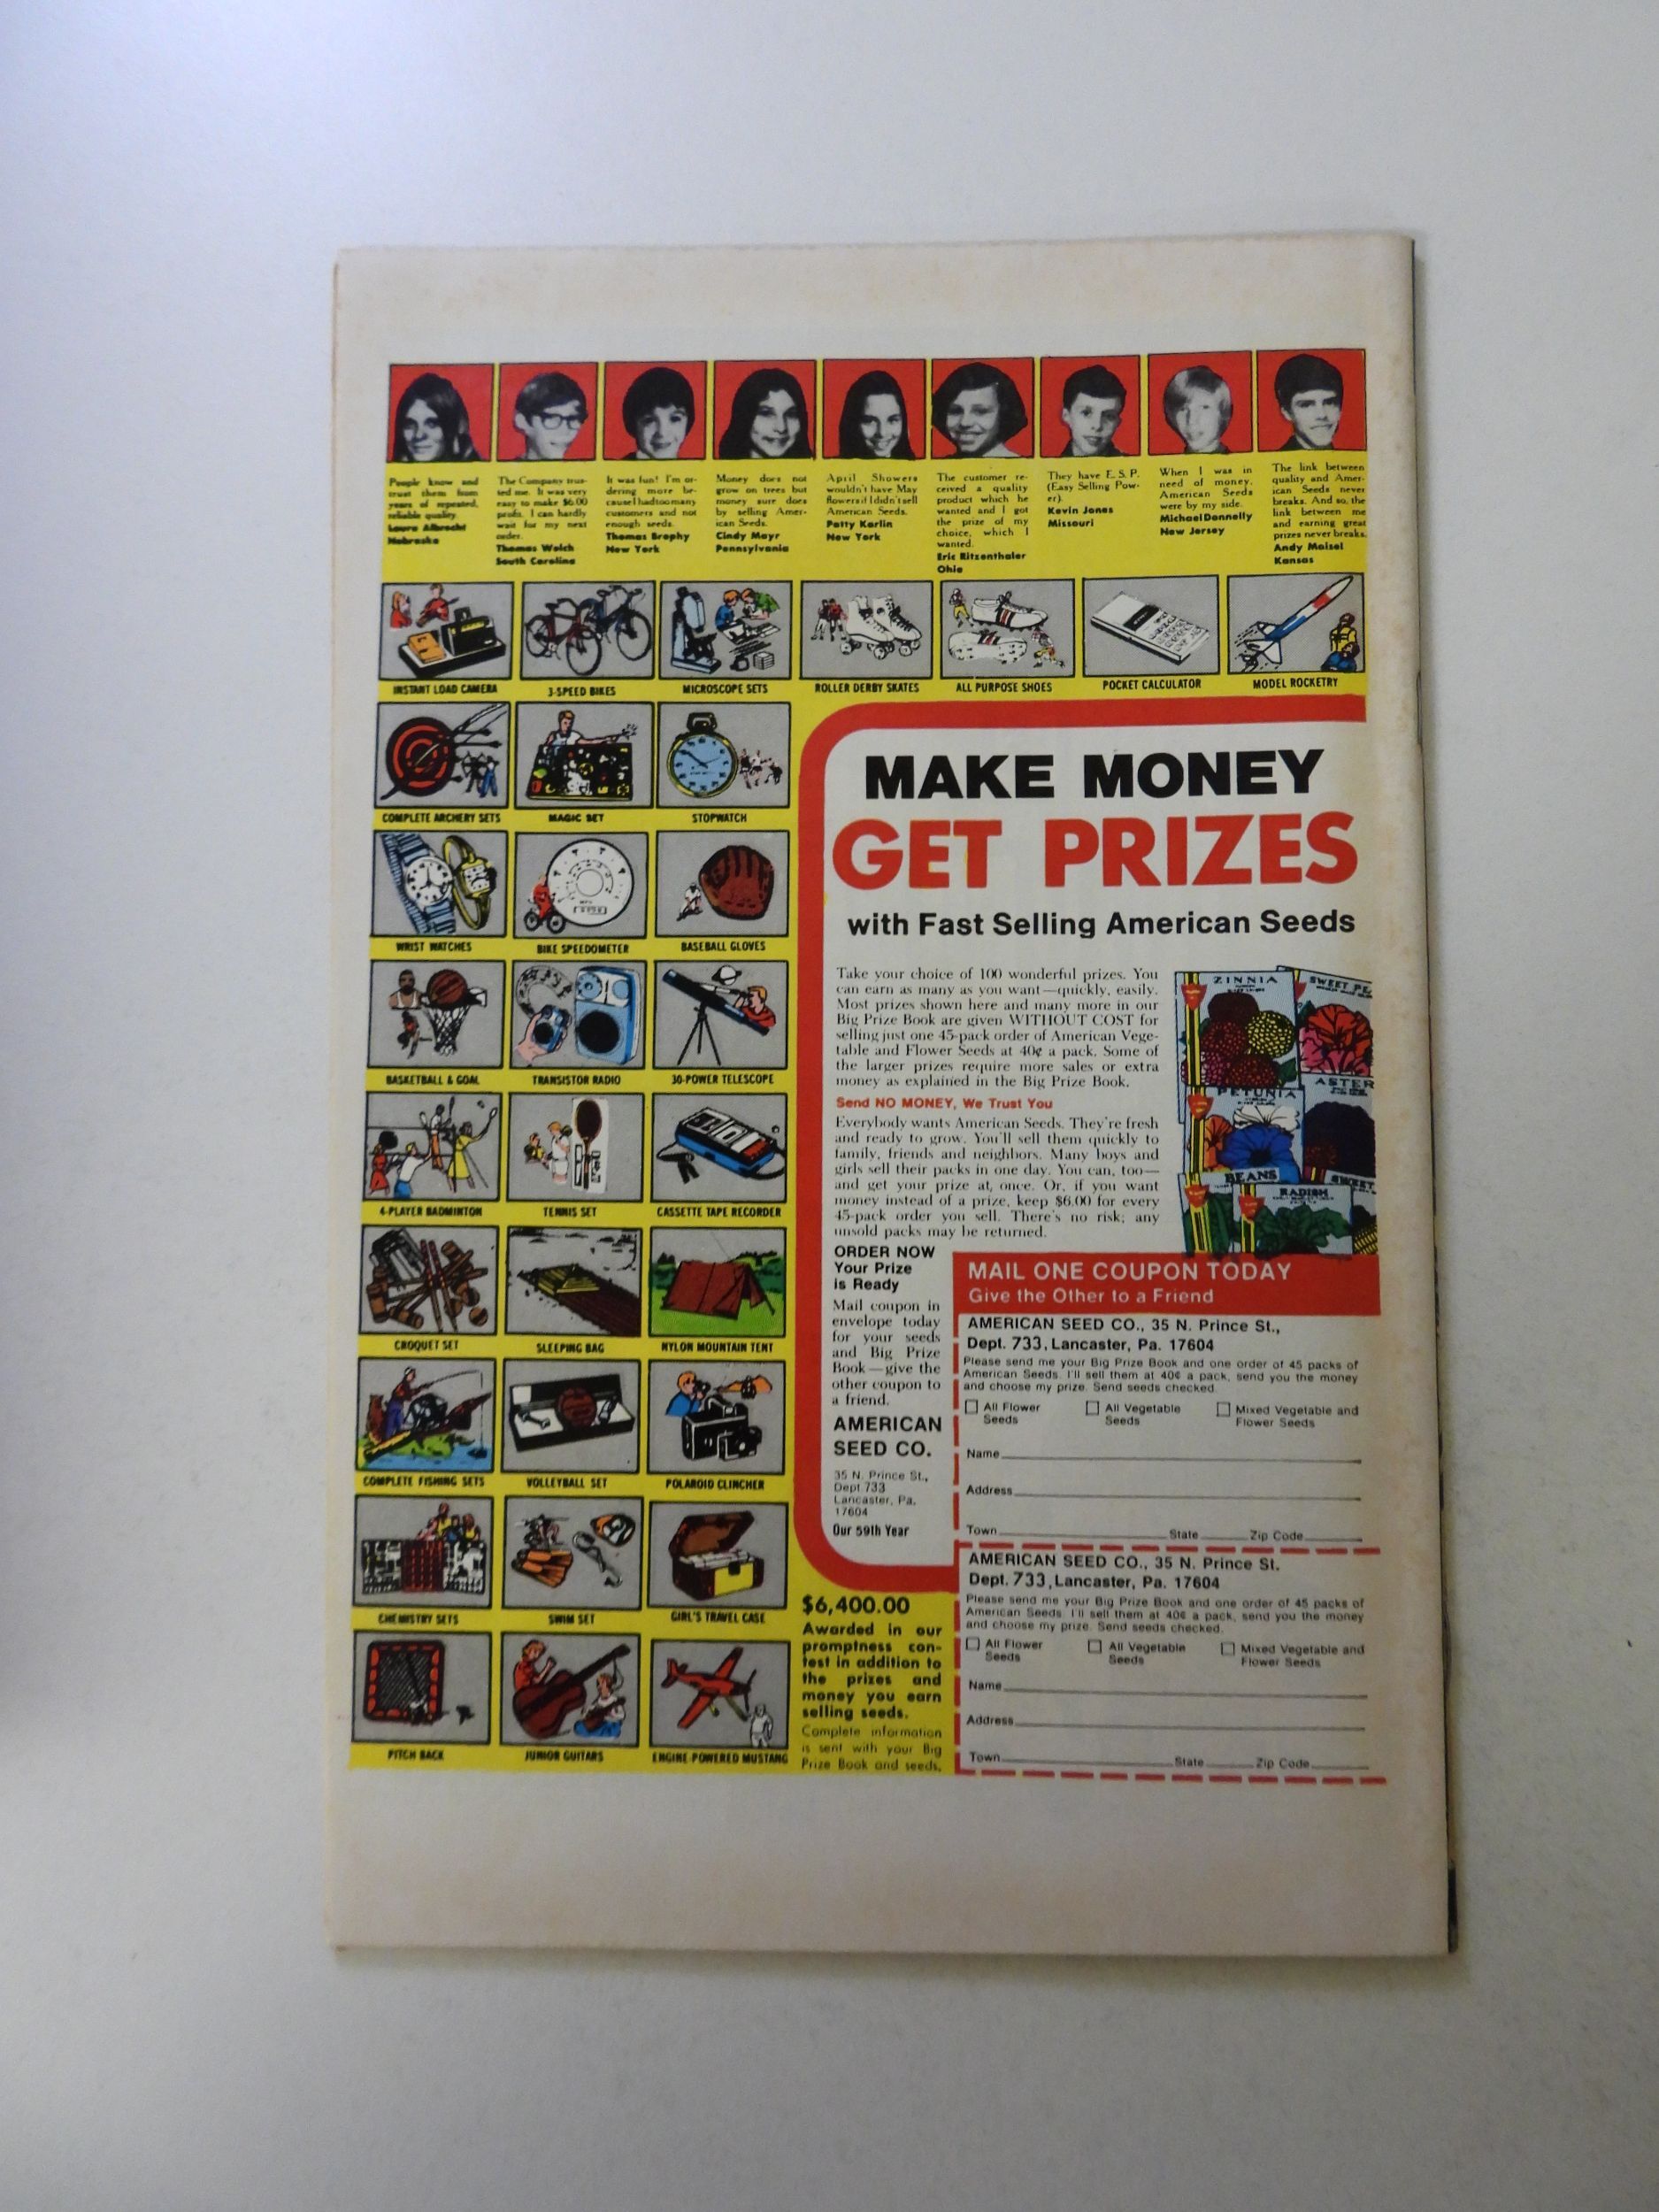 People know and
trust them from
years of repeated,
reliable quality.
Laura Albrecht
Nebraska
The Company trus-
ted me. It was very
easy to make $6.00
profit. I can hardly
wait for my next
order.
Thomas Welch
South Carolina
It was fun! I'm or-
dering more be-
cause I had too many
customers and not
enough seeds.
Thomas Brophy
New York
Money does not
grow on trees but
money sure does
by selling Amer-
ican Seeds.
Cindy Mayr
Pennsylvania
April Showers
wouldn't have May
flowers if I didn't sell
American Seeds.
Patty Karlin
New York
The customer re-
ceived a quality
product which he
wanted and I got
the prize of my
choice, which I
wanted.
Eric Ritzenthaler
Ohio
They have E.S.P.
(Easy Selling Pow-
er).
Kevin Jones
Missouri
When I was in
need of money.
American Seeds
were by my side.
Michael Donnelly
New Jersey
The link between
quality and Amer-
ican Seeds never
breaks. And so, the
link between me
and earning great
prizes never breaks.
Andy Maisel
Kansas
INSTANT LOAD CAMERA
3-SPEED BIKES
MICROSCOPE SETS
ROLLER DERBY SKATES
ALL PURPOSE SHOES
POCKET CALCULATOR
MODEL ROCKETRY
COMPLETE ARCHERY SETS
MAGIC SET
STOPWATCH
WRIST WATCHES
BIKE SPEEDOMETER
BASEBALL GLOVES
BASKETBALL & GOAL
TRANSISTOR RADIO
30-POWER TELESCOPE
4-PLAYER BADMINTON
TENNIS SET
CASSETTE TAPE RECORDER
CROQUET SET
SLEEPING BAG
NYLON MOUNTAIN TENT
COMPLETE FISHING SETS
VOLLEYBALL SET
POLAROID CLINCHER
CHEMISTRY SETS
SWIM SET
GIRL'S TRAVEL CASE
PITCH BACK
JUNIOR GUITARS
ENGINE-POWERED MUSTANG
MAKE MONEY
GET PRIZES
with Fast Selling American Seeds
Take your choice of 100 wonderful prizes. You
can earn as many as you want—quickly, easily.
Most prizes shown here and many more in our
Big Prize Book are given WITHOUT COST for
selling just one 45-pack order of American Vege-
table and Flower Seeds at 40¢ a pack. Some of
the larger prizes require more sales or extra
money as explained in the Big Prize Book.
Send NO MONEY, We Trust You
Everybody wants American Seeds. They're fresh
and ready to grow. You'll sell them quickly to
family, friends and neighbors. Many boys and
girls sell their packs in one day. You can, too—
and get your prize at once. Or, if you want
money instead of a prize, keep $6.00 for every
45-pack order you sell. There's no risk; any
unsold packs may be returned.
ZINNIA
SWEET PE
PETUNIA
ASTER
BEANS
RADISH
SWEET
ORDER NOW
Your Prize
is Ready
Mail coupon in
envelope today
for your seeds
and Big Prize
Book—give the
other coupon to
a friend.
AMERICAN
SEED CO.
35 N. Prince St.,
Dept 733
Lancaster, Pa.
17604
Our 59th Year
$6,400.00
Awarded in our
promptness con-
test in addition to
the prizes and
money you earn
selling seeds.
Complete information
is sent with your Big
Prize Book and seeds.
MAIL ONE COUPON TODAY
Give the Other to a Friend
AMERICAN SEED CO., 35 N. Prince St.,
Dept. 733, Lancaster, Pa. 17604
Please send me your Big Prize Book and one order of 45 packs of
American Seeds. I'll sell them at 40¢ a pack, send you the money
and choose my prize. Send seeds checked.
All Flower
Seeds
All Vegetable
Seeds
Mixed Vegetable and
Flower Seeds
Name
Address
Town State Zip Code
AMERICAN SEED CO., 35 N. Prince St.
Dept. 733, Lancaster, Pa. 17604
Please send me your Big Prize Book and one order of 45 packs of
American Seeds. I'll sell them at 40¢ a pack, send you the money
and choose my prize. Send seeds checked.
All Flower
Seeds
All Vegetable
Seeds
Mixed Vegetable and
Flower Seeds
Name
Address
Town State Zip Code